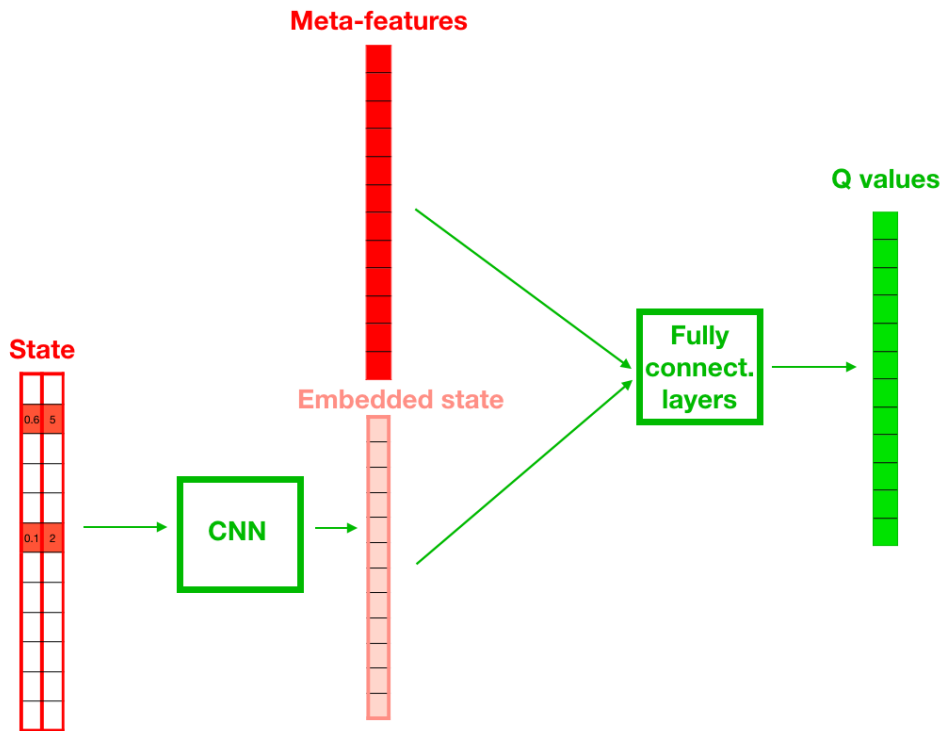 Meta-features
Q values
State
Fully
connect.
layers
Embedded state
0.6 5
CNN
0.1 2